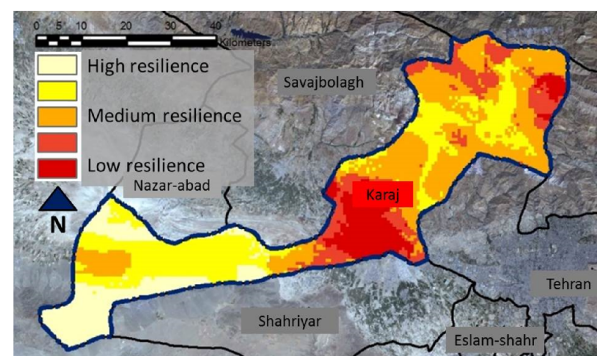 0 5 10 20 30 40
Kilometers
High resilience
Medium resilience
Low resilience
Savajbolagh
Nazar-abad
N
Karaj
Tehran
Shahriyar
Eslam-shahr